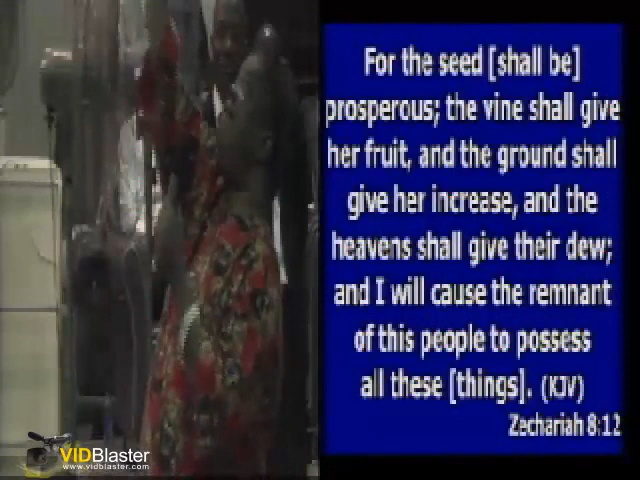 For the seed [shall be]
prosperous; the vine shall give
her fruit, and the ground shall
give her increase, and the
heavens shall give their dew;
and I will cause the remnant
of this people to possess
all these [things]. (KJV)
Zechariah 8:12
VIDBlaster
www.vidblaster.com